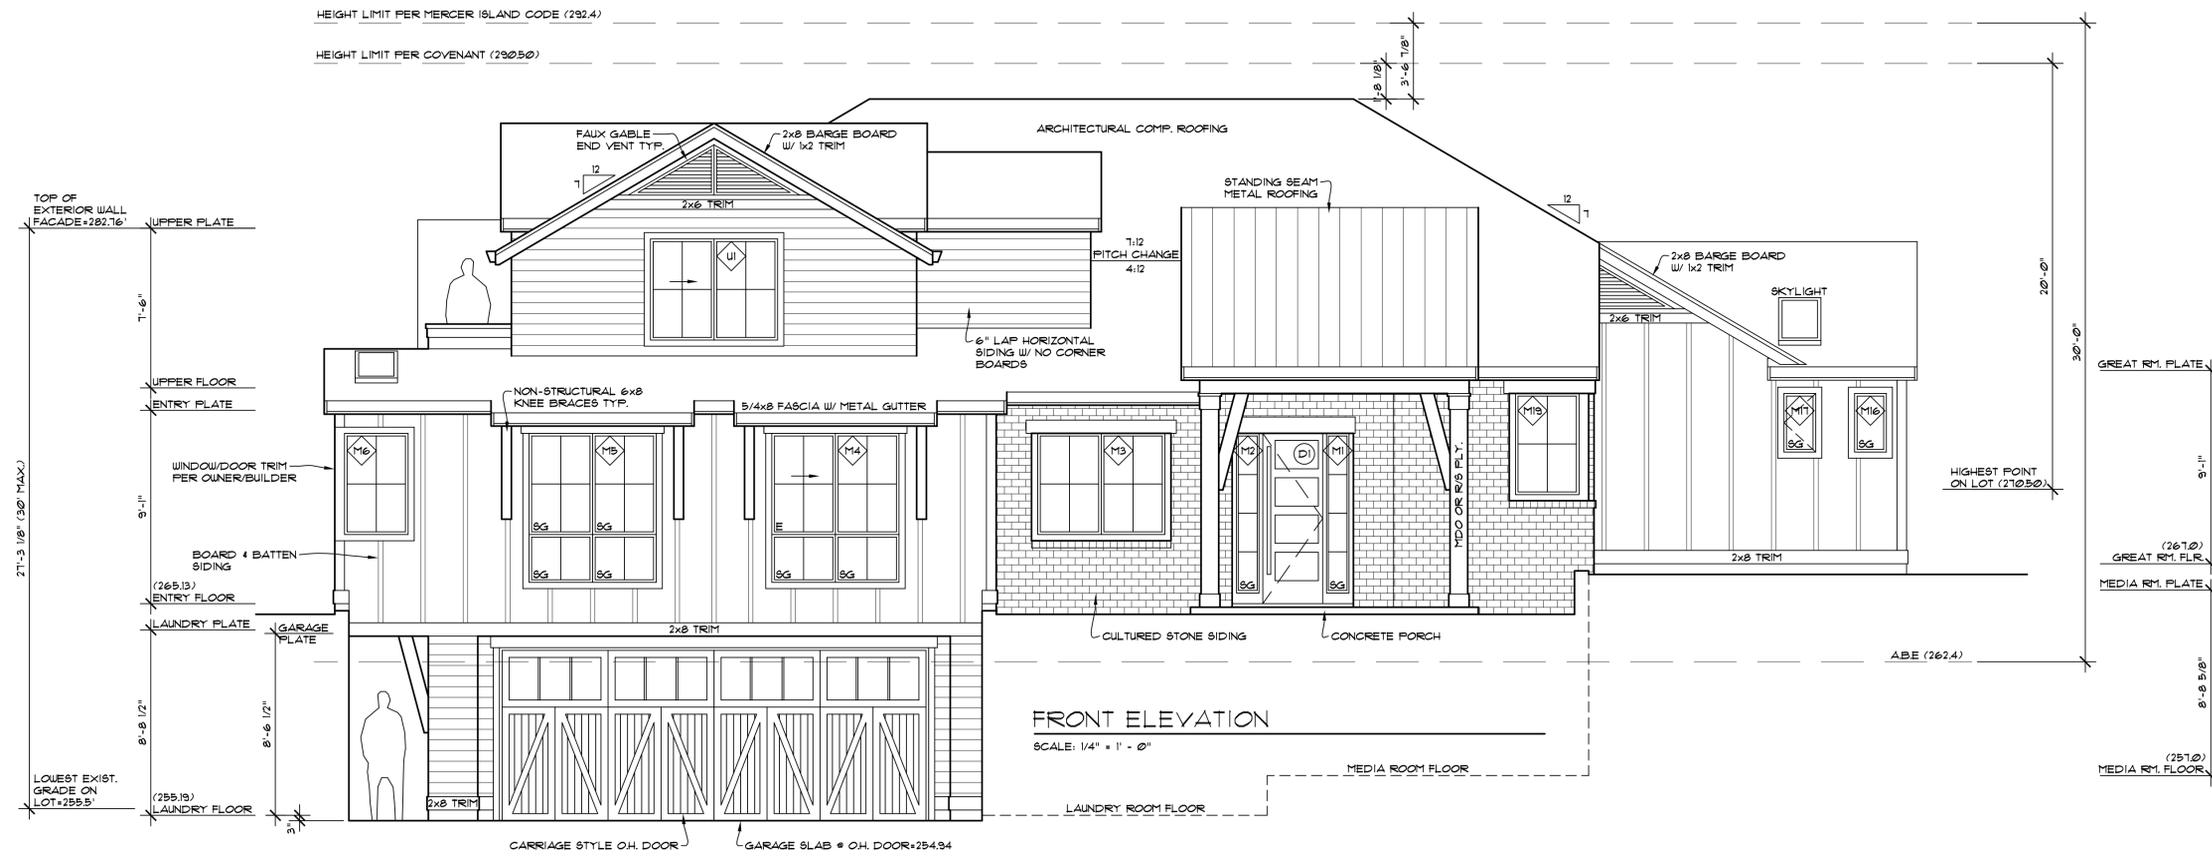 HEIGHT LIMIT PER MERCER ISLAND CODE (292.4)
HEIGHT LIMIT PER COVENANT (290.50)
1'-8 1/8"
3'-6 7/8"
ARCHITECTURAL COMP. ROOFING
FAUX GABLE
END VENT TYP.
2x8 BARGE BOARD
W/ 1x2 TRIM
12
7
2x6 TRIM
STANDING SEAM
METAL ROOFING
12
7
TOP OF
EXTERIOR WALL
FACADE=282.76'
UPPER PLATE
U1
7:12
PITCH CHANGE
4:12
2x8 BARGE BOARD
W/ 1x2 TRIM
SKYLIGHT
2x6 TRIM
20'-0"
30'-0"
7'-6"
6" LAP HORIZONTAL
SIDING W/ NO CORNER
BOARDS
GREAT RM. PLATE
UPPER FLOOR
ENTRY PLATE
NON-STRUCTURAL 6x8
KNEE BRACES TYP.
5/4x8 FASCIA W/ METAL GUTTER
M6
M5
M4
M3
M2
D1
M1
M19
M17
M16
SG
SG
WINDOW/DOOR TRIM
PER OWNER/BUILDER
27'-3 1/8" (30' MAX.)
9'-1"
MDO OR R/S PLY.
HIGHEST POINT
ON LOT (270.50)
9'-1"
SG
SG
E
BOARD & BATTEN
SIDING
SG
SG
SG
SG
SG
2x8 TRIM
(267.0)
GREAT RM. FLR.
MEDIA RM. PLATE
(265.13)
ENTRY FLOOR
LAUNDRY PLATE
GARAGE
PLATE
2x8 TRIM
CULTURED STONE SIDING
CONCRETE PORCH
A.B.E (262.4)
8'-8 1/2"
8'-6 1/2"
8'-8 5/8"
FRONT ELEVATION
SCALE: 1/4" = 1' - 0"
MEDIA ROOM FLOOR
(257.0)
MEDIA RM. FLOOR
LOWEST EXIST.
GRADE ON
LOT=255.5'
(255.19)
LAUNDRY FLOOR
2x8 TRIM
LAUNDRY ROOM FLOOR
3"
CARRIAGE STYLE O.H. DOOR
GARAGE SLAB @ O.H. DOOR=254.94